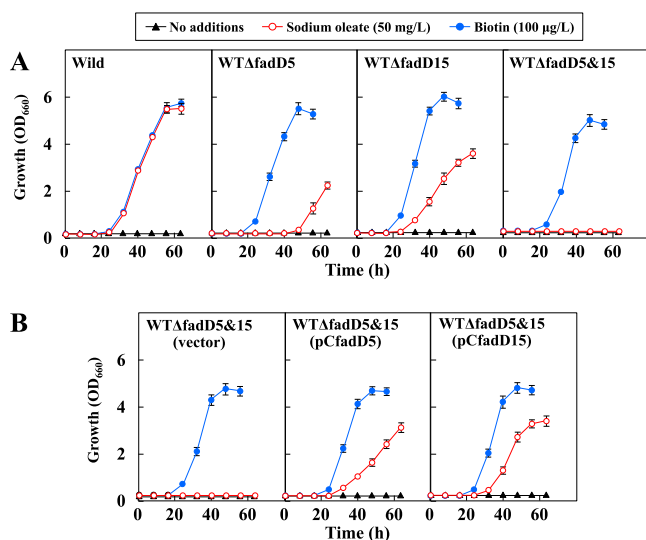 No additions Sodium oleate (50 mg/L) Biotin (100 µg/L)
A
Wild WTΔfadD5 WTΔfadD15 WTΔfadD5&15
Growth (OD660)
6
4
2
0
0 20 40 60 0 20 40 60 0 20 40 60 0 20 40 60
Time (h)
B
WTΔfadD5&15 WTΔfadD5&15 WTΔfadD5&15
(vector) (pCfadD5) (pCfadD15)
Growth (OD660)
6
4
2
0
0 20 40 60 0 20 40 60 0 20 40 60
Time (h)